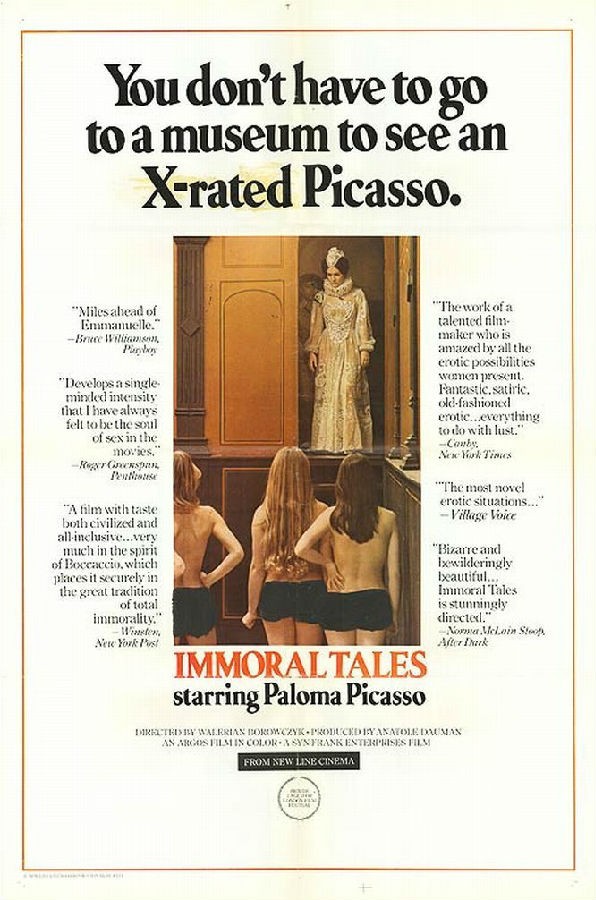 You don't have to go
to a museum to see an
X-rated Picasso.
"Miles ahead of
Emmanuelle."
—Bruce Williamson,
Playboy
"Develops a single-
minded intensity
that I have always
felt to be the soul
of sex in the
movies."
—Roger Greenspun,
Penthouse
"A film with taste
both civilized and
all-inclusive...very
much in the spirit
of Boccaccio, which
places it securely in
the great tradition
of total
immorality."
—Winsten,
New York Post
"The work of a
talented film-
maker who is
amazed by all the
erotic possibilities
women present.
Fantastic, satiric,
old-fashioned
erotic...everything
to do with lust."
—Canby,
New York Times
"The most novel
erotic situations..."
—Village Voice
"Bizarre and
bewilderingly
beautiful...
Immoral Tales
is stunningly
directed."
—Norma McLain Stoop,
After Dark
IMMORAL TALES
starring Paloma Picasso
DIRECTED BY WALERIAN BOROWCZYK • PRODUCED BY ANATOLE DAUMAN
AN ARGOS FILM IN COLOR • A SYN-FRANK ENTERPRISES FILM
FROM NEW LINE CINEMA
LONDON FILM
FESTIVAL